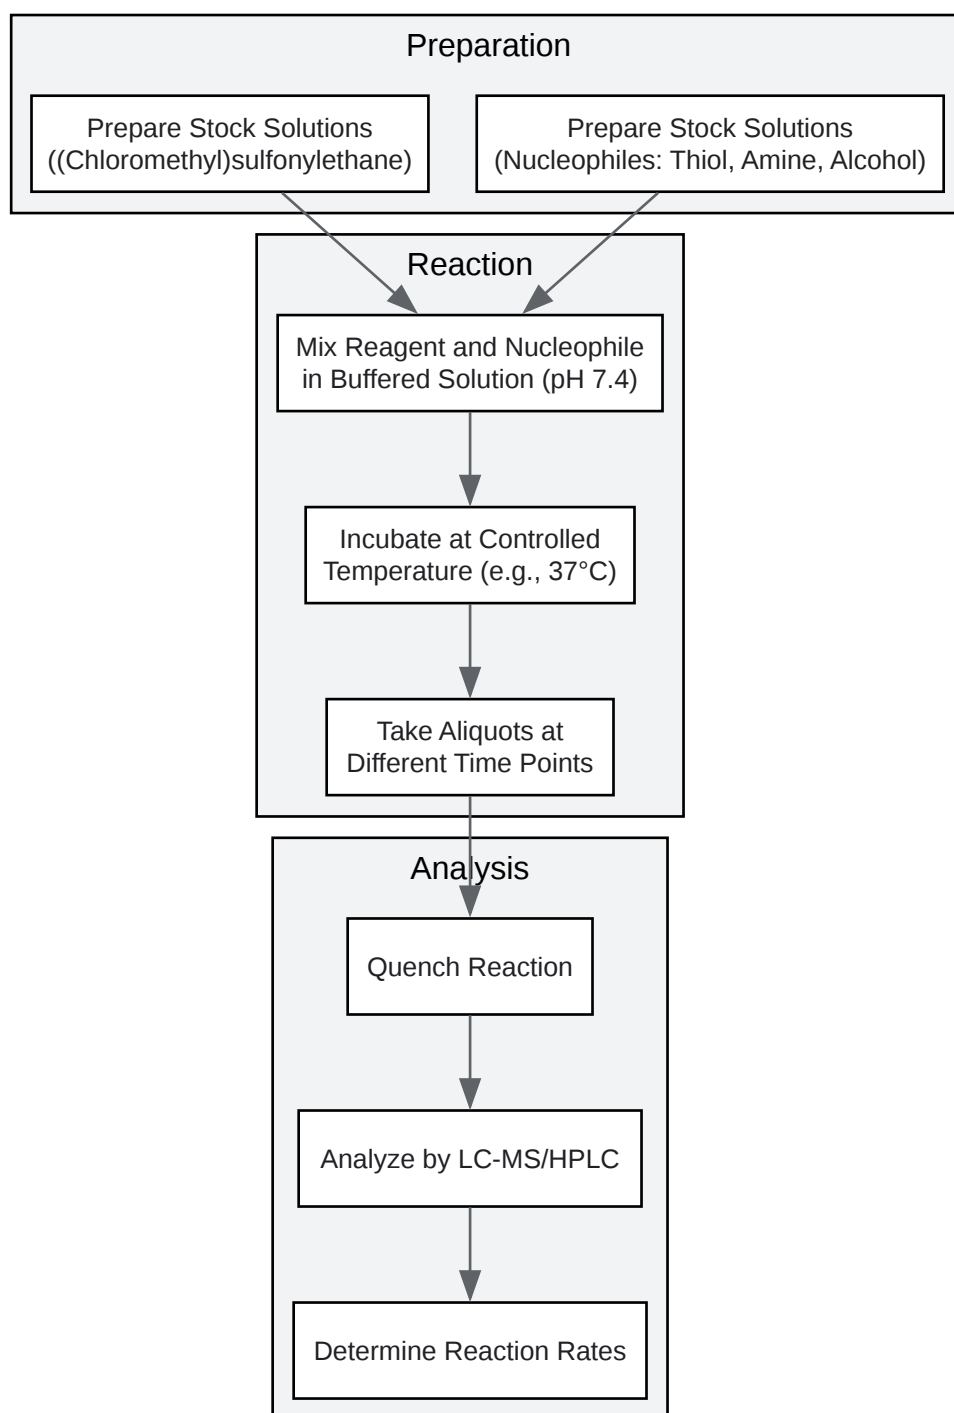 Preparation
Prepare Stock Solutions
((Chloromethyl)sulfonylethane)
Prepare Stock Solutions
(Nucleophiles: Thiol, Amine, Alcohol)
Reaction
Mix Reagent and Nucleophile
in Buffered Solution (pH 7.4)
Incubate at Controlled
Temperature (e.g., 37°C)
Take Aliquots at
Different Time Points
Analysis
Quench Reaction
Analyze by LC-MS/HPLC
Determine Reaction Rates